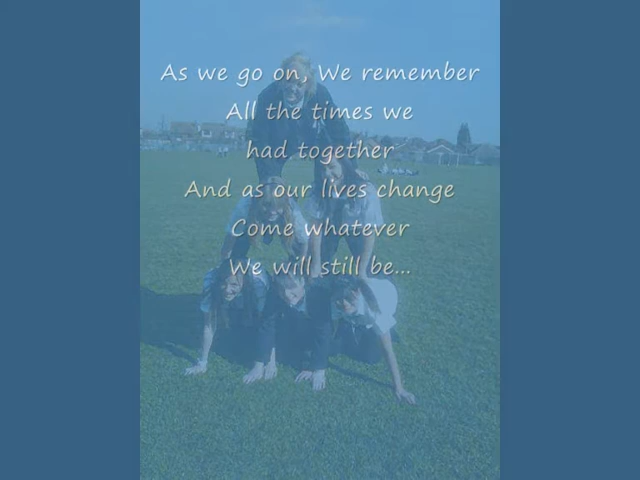 As we go on, We remember
All the times we
had together
And as our lives change
Come whatever
We will still be...